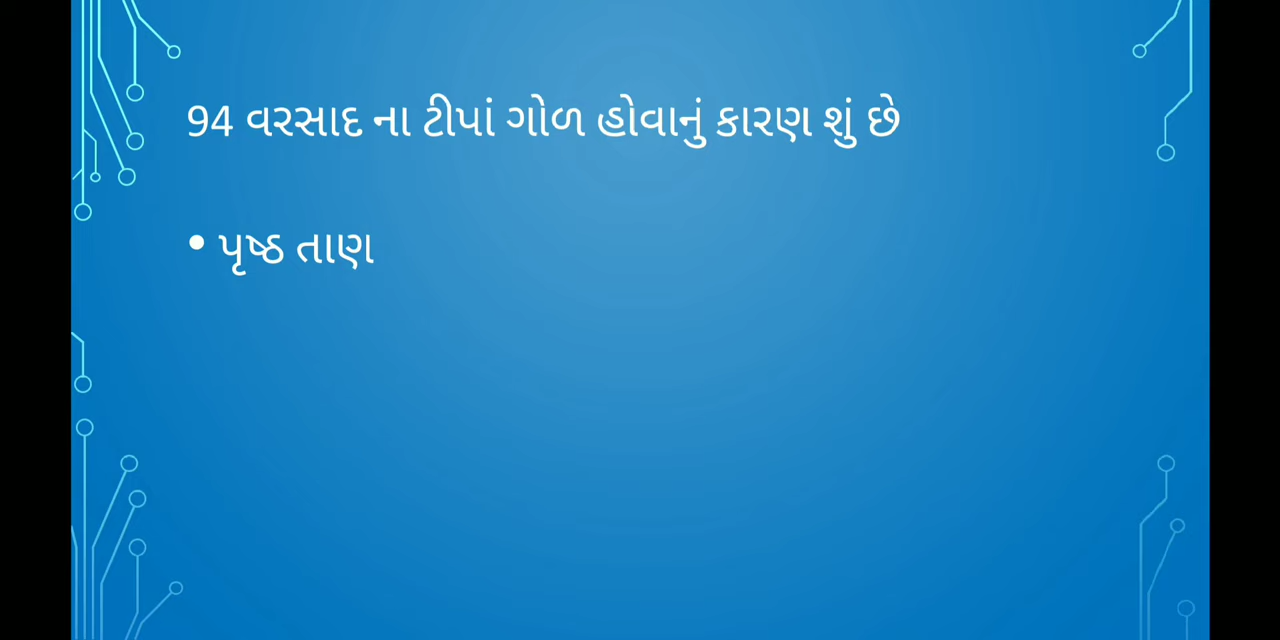 94 વરસાદ ના ટીપાં ગોળ હોવાનું કારણ શું છે
• પૃષ્ઠ તાણ